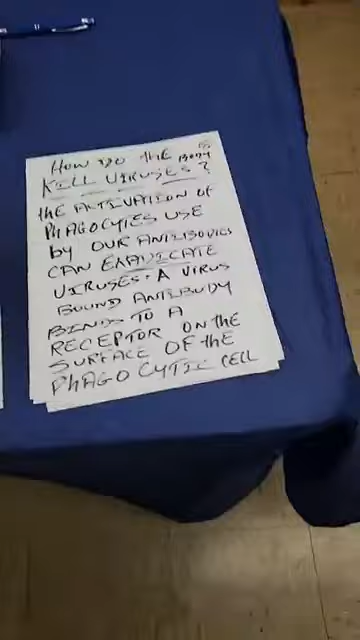 HOW DO THE BODY
KILL VIRUSES?
THE ACTIVATION OF
PHAGOCYTES USE
by OUR ANTIBODIES
CAN ERADICATE
VIRUSES. A VIRUS
BOUND ANTIBODY
BINDS TO A
RECEPTOR ON THE
SURFACE OF THE
PHAGOCYTIC CELL